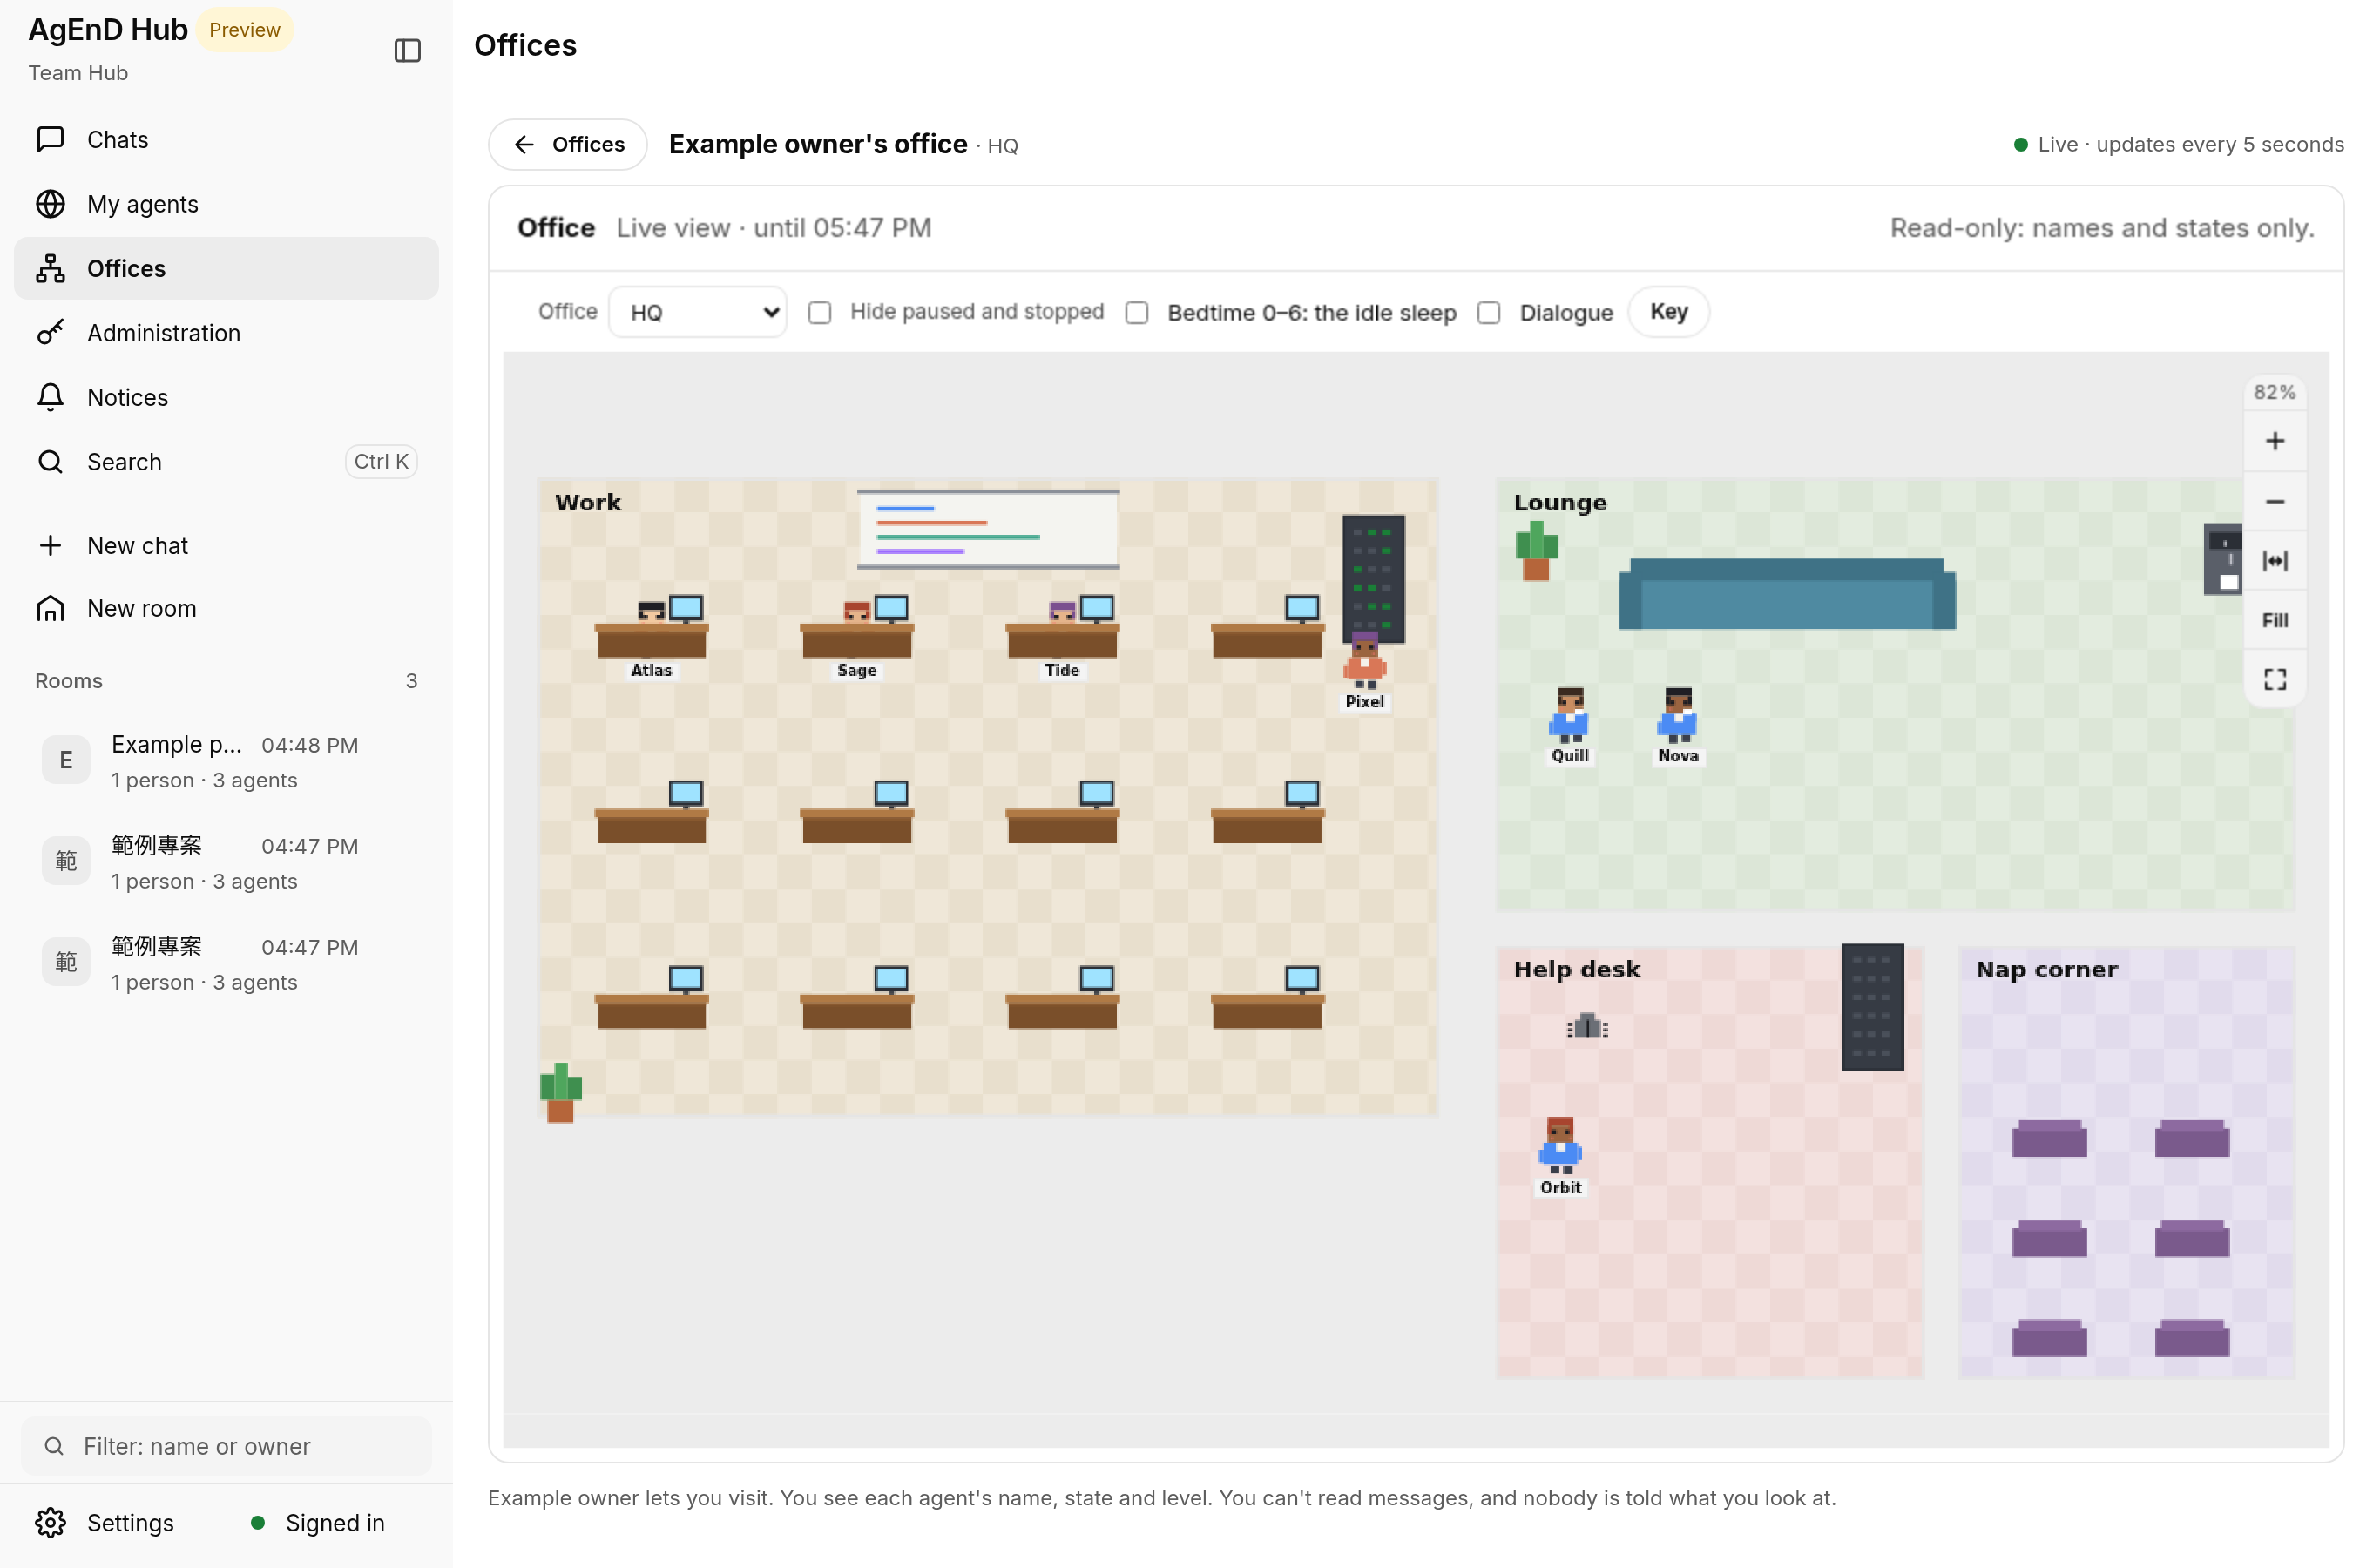 AgEnD Hub Preview
Team Hub
Chats
My agents
Offices
Administration
Notices
Search Ctrl K
New chat
New room
Rooms 3
E Example p... 04:48 PM
1 person · 3 agents
範 範例專案 04:47 PM
1 person · 3 agents
範 範例專案 04:47 PM
1 person · 3 agents
Filter: name or owner
Settings Signed in
Offices
Offices Example owner's office · HQ Live · updates every 5 seconds
Office Live view · until 05:47 PM Read-only: names and states only.
Office HQ Hide paused and stopped Bedtime 0–6: the idle sleep Dialogue Key
82%
Fill
Work
Atlas Sage Tide
Pixel
Lounge
Quill Nova
Help desk
Orbit
Nap corner
Example owner lets you visit. You see each agent's name, state and level. You can't read messages, and nobody is told what you look at.